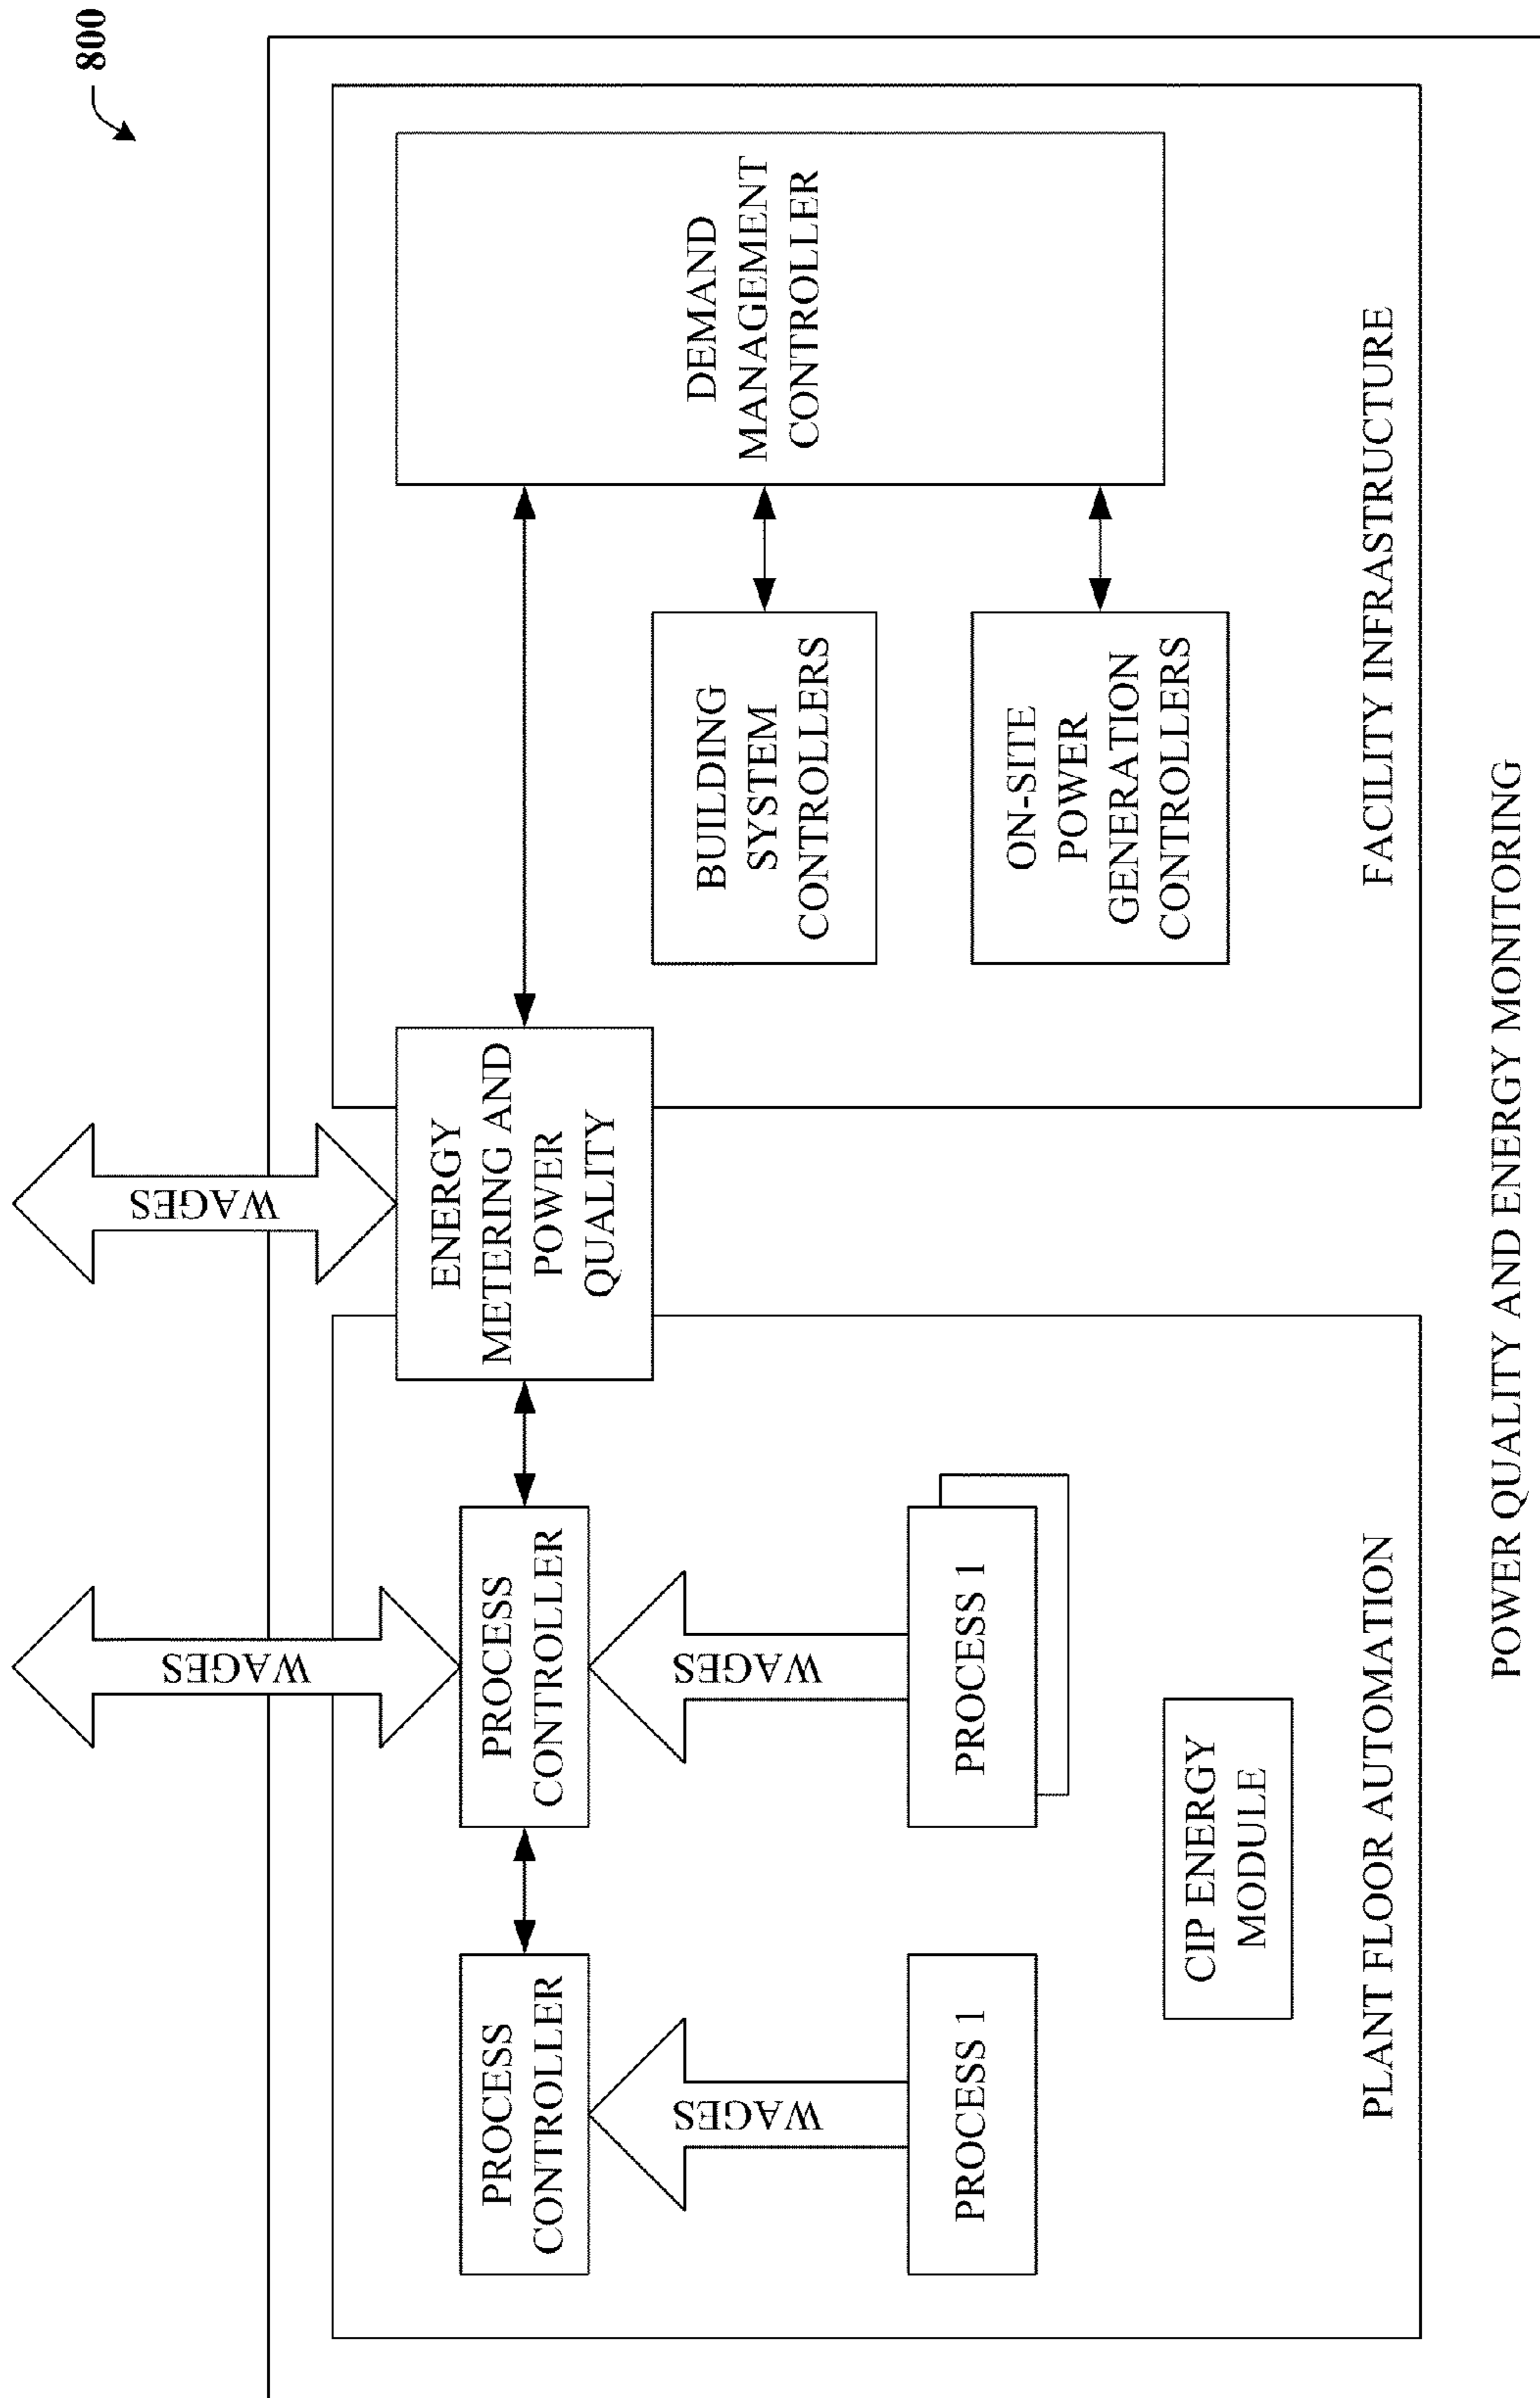 800
WAGES
WAGES
PROCESS
CONTROLLER
PROCESS
CONTROLLER
ENERGY
METERING AND
POWER
QUALITY
DEMAND
MANAGEMENT
CONTROLLER
WAGES
WAGES
BUILDING
SYSTEM
CONTROLLERS
PROCESS 1
PROCESS 1
ON-SITE
POWER
GENERATION
CONTROLLERS
CIP ENERGY
MODULE
PLANT FLOOR AUTOMATION
FACILITY INFRASTRUCTURE
POWER QUALITY AND ENERGY MONITORING